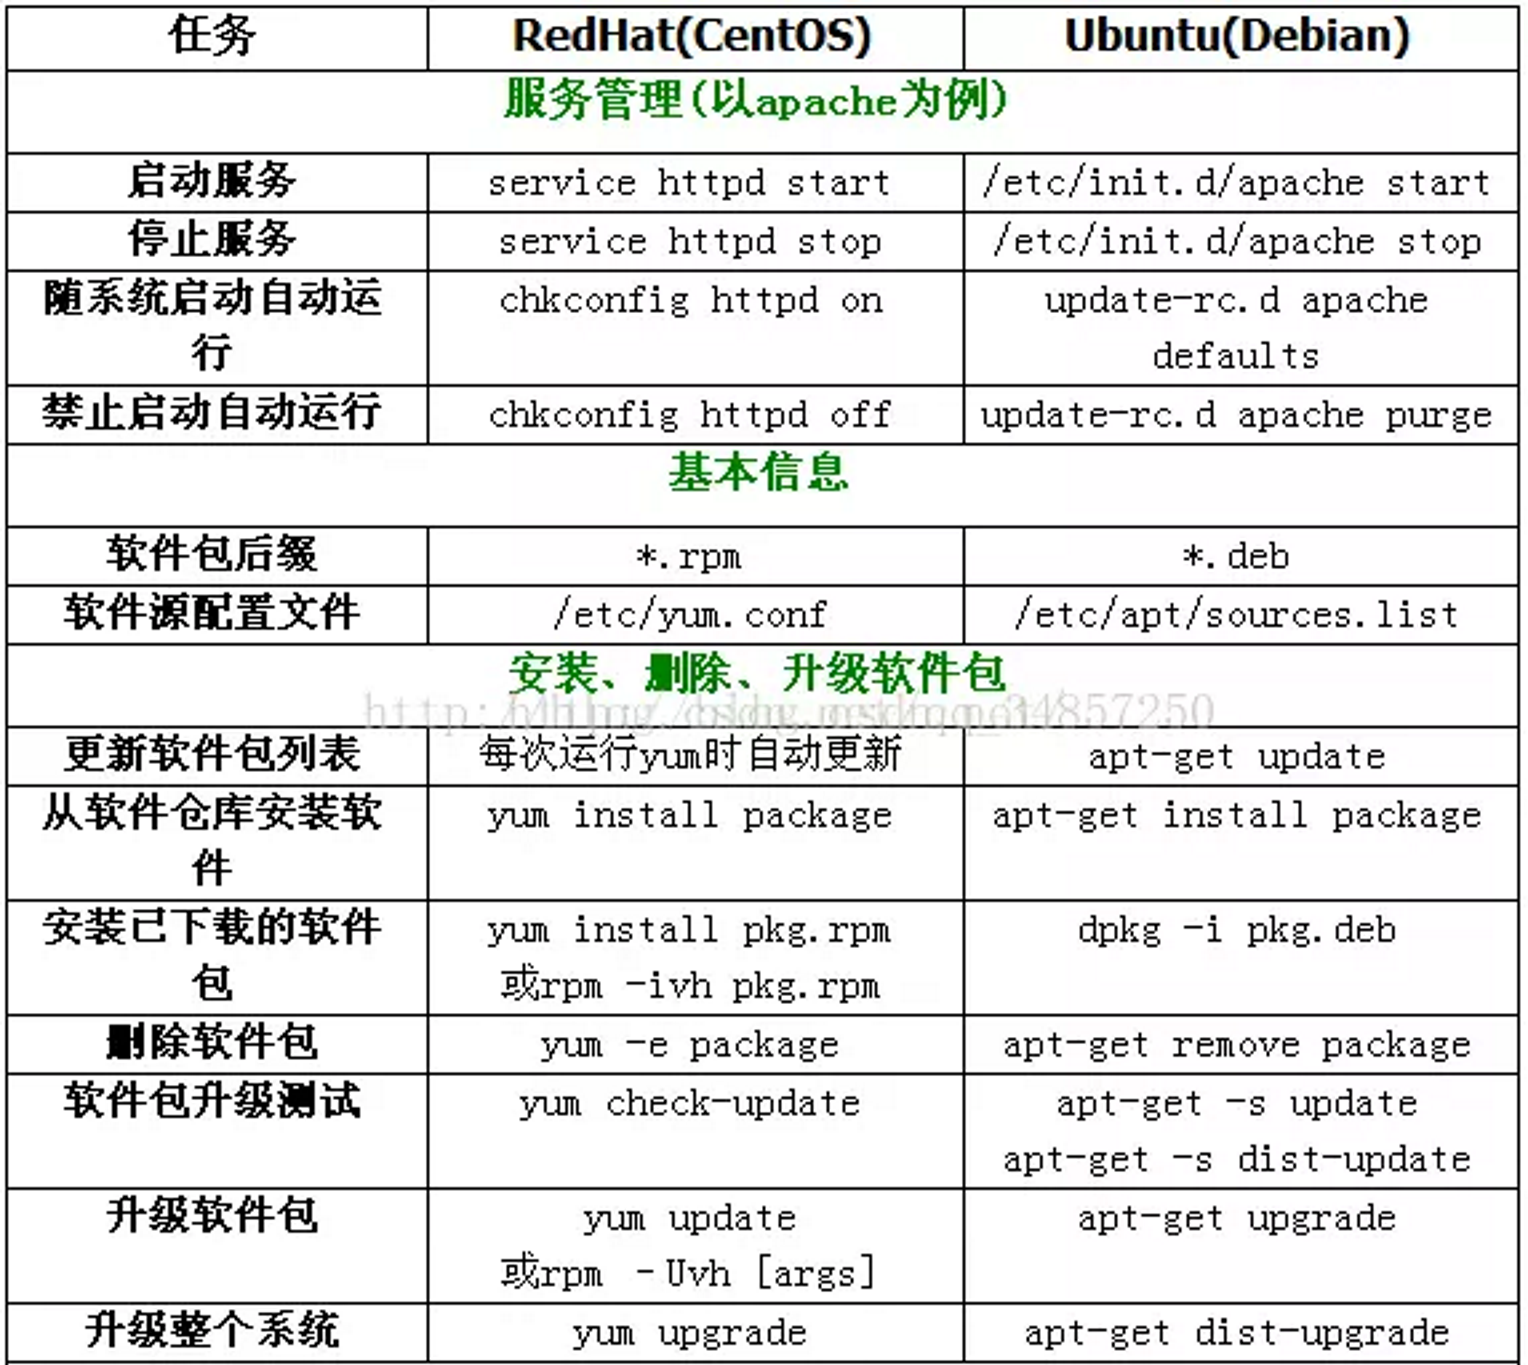 任务 RedHat(CentOS) Ubuntu(Debian)
服务管理(以apache为例)
启动服务 service httpd start /etc/init.d/apache start
停止服务 service httpd stop /etc/init.d/apache stop
随系统启动自动运 chkconfig httpd on update-rc.d apache
行 defaults
禁止启动自动运行 chkconfig httpd off update-rc.d apache purge
基本信息
软件包后缀 *.rpm *.deb
软件源配置文件 /etc/yum.conf /etc/apt/sources.list
安装、删除、升级软件包
更新软件包列表 每次运行yum时自动更新 apt-get update
从软件仓库安装软 yum install package apt-get install package
件
安装已下载的软件 yum install pkg.rpm dpkg -i pkg.deb
包 或rpm -ivh pkg.rpm
删除软件包 yum -e package apt-get remove package
软件包升级测试 yum check-update apt-get -s update
apt-get -s dist-update
升级软件包 yum update apt-get upgrade
或rpm -Uvh [args]
升级整个系统 yum upgrade apt-get dist-upgrade